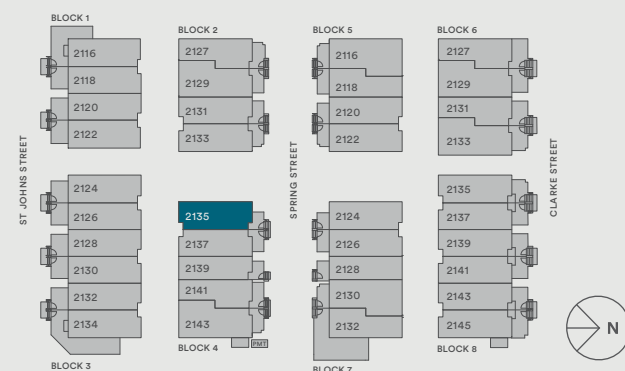 BLOCK 1
2116
2118
2120
2122
BLOCK 2
2127
2129
2131
2133
BLOCK 5
2116
2118
2120
2122
BLOCK 6
2127
2129
2131
2133
ST JOHNS STREET
SPRING STREET
CLARKE STREET
2124
2126
2128
2130
2132
2134
BLOCK 3
2135
2137
2139
2141
2143
BLOCK 4
PMT
2124
2126
2128
2130
2132
BLOCK 7
2135
2137
2139
2141
2143
2145
BLOCK 8
N